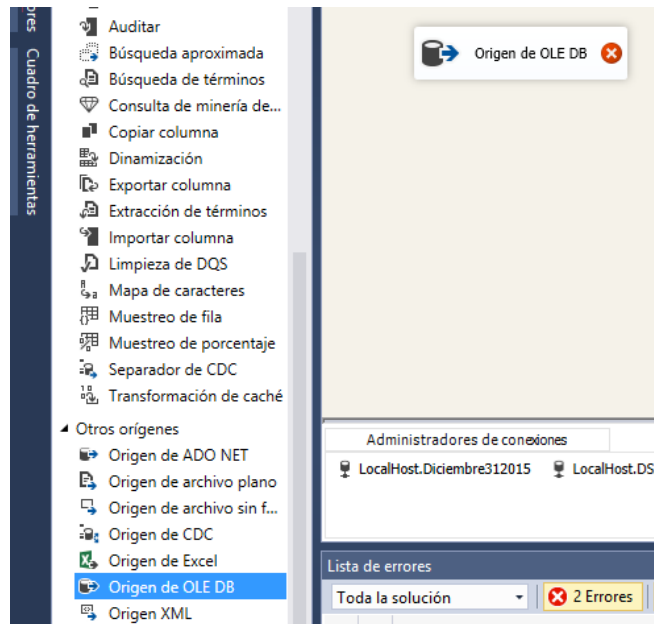 ores
Cuadro de herramientas
Auditar
Búsqueda aproximada
Búsqueda de términos
Consulta de minería de...
Copiar columna
Dinamización
Exportar columna
Extracción de términos
Importar columna
Limpieza de DQS
Mapa de caracteres
Muestreo de fila
Muestreo de porcentaje
Separador de CDC
Transformación de caché
Otros orígenes
Origen de ADO NET
Origen de archivo plano
Origen de archivo sin f...
Origen de CDC
Origen de Excel
Origen de OLE DB
Origen XML
Origen de OLE DB
Administradores de conexiones
LocalHost.Diciembre312015 LocalHost.DS
Lista de errores
Toda la solución 2 Errores